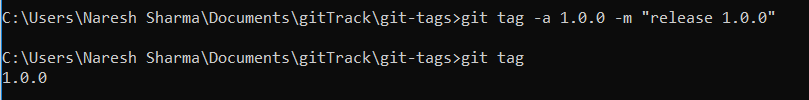 C:\Users\Naresh Sharma\Documents\gitTrack\git-tags>git tag -a 1.0.0 -m "release 1.0.0"
C:\Users\Naresh Sharma\Documents\gitTrack\git-tags>git tag
1.0.0